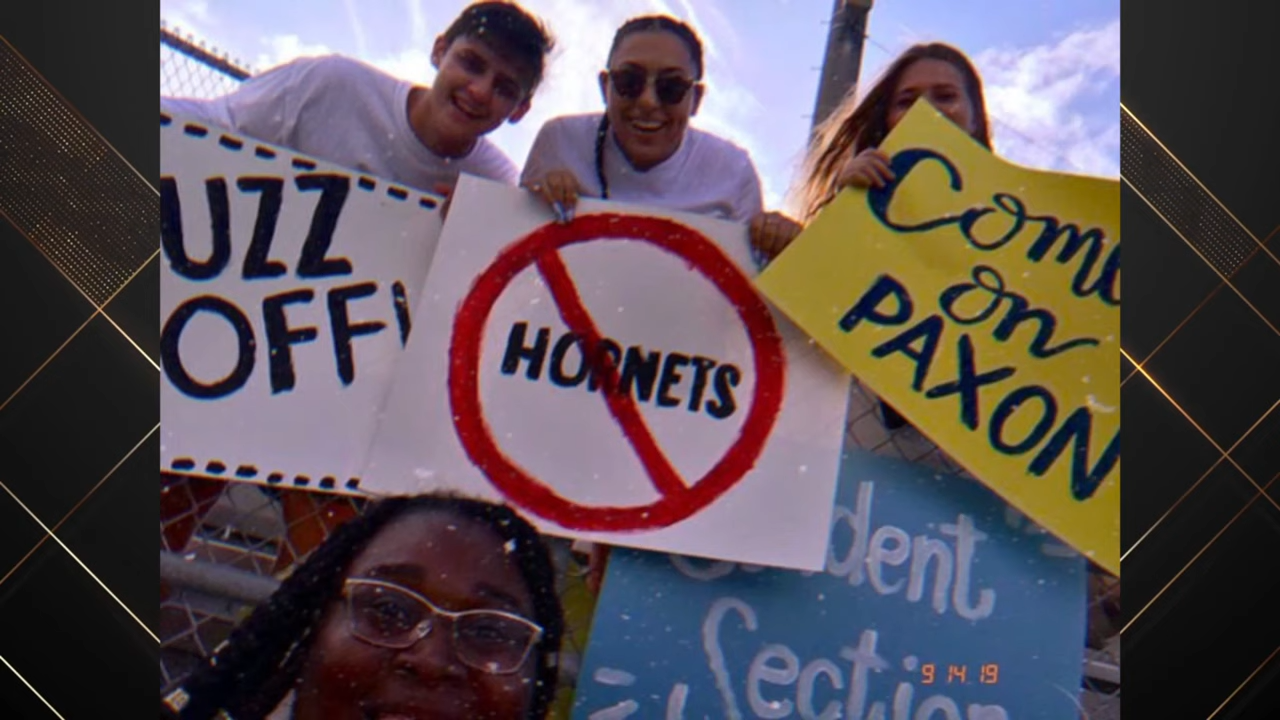 UZZ
OFF!
HORNETS
Come
on
PAXON
dent
Section
9 14 19